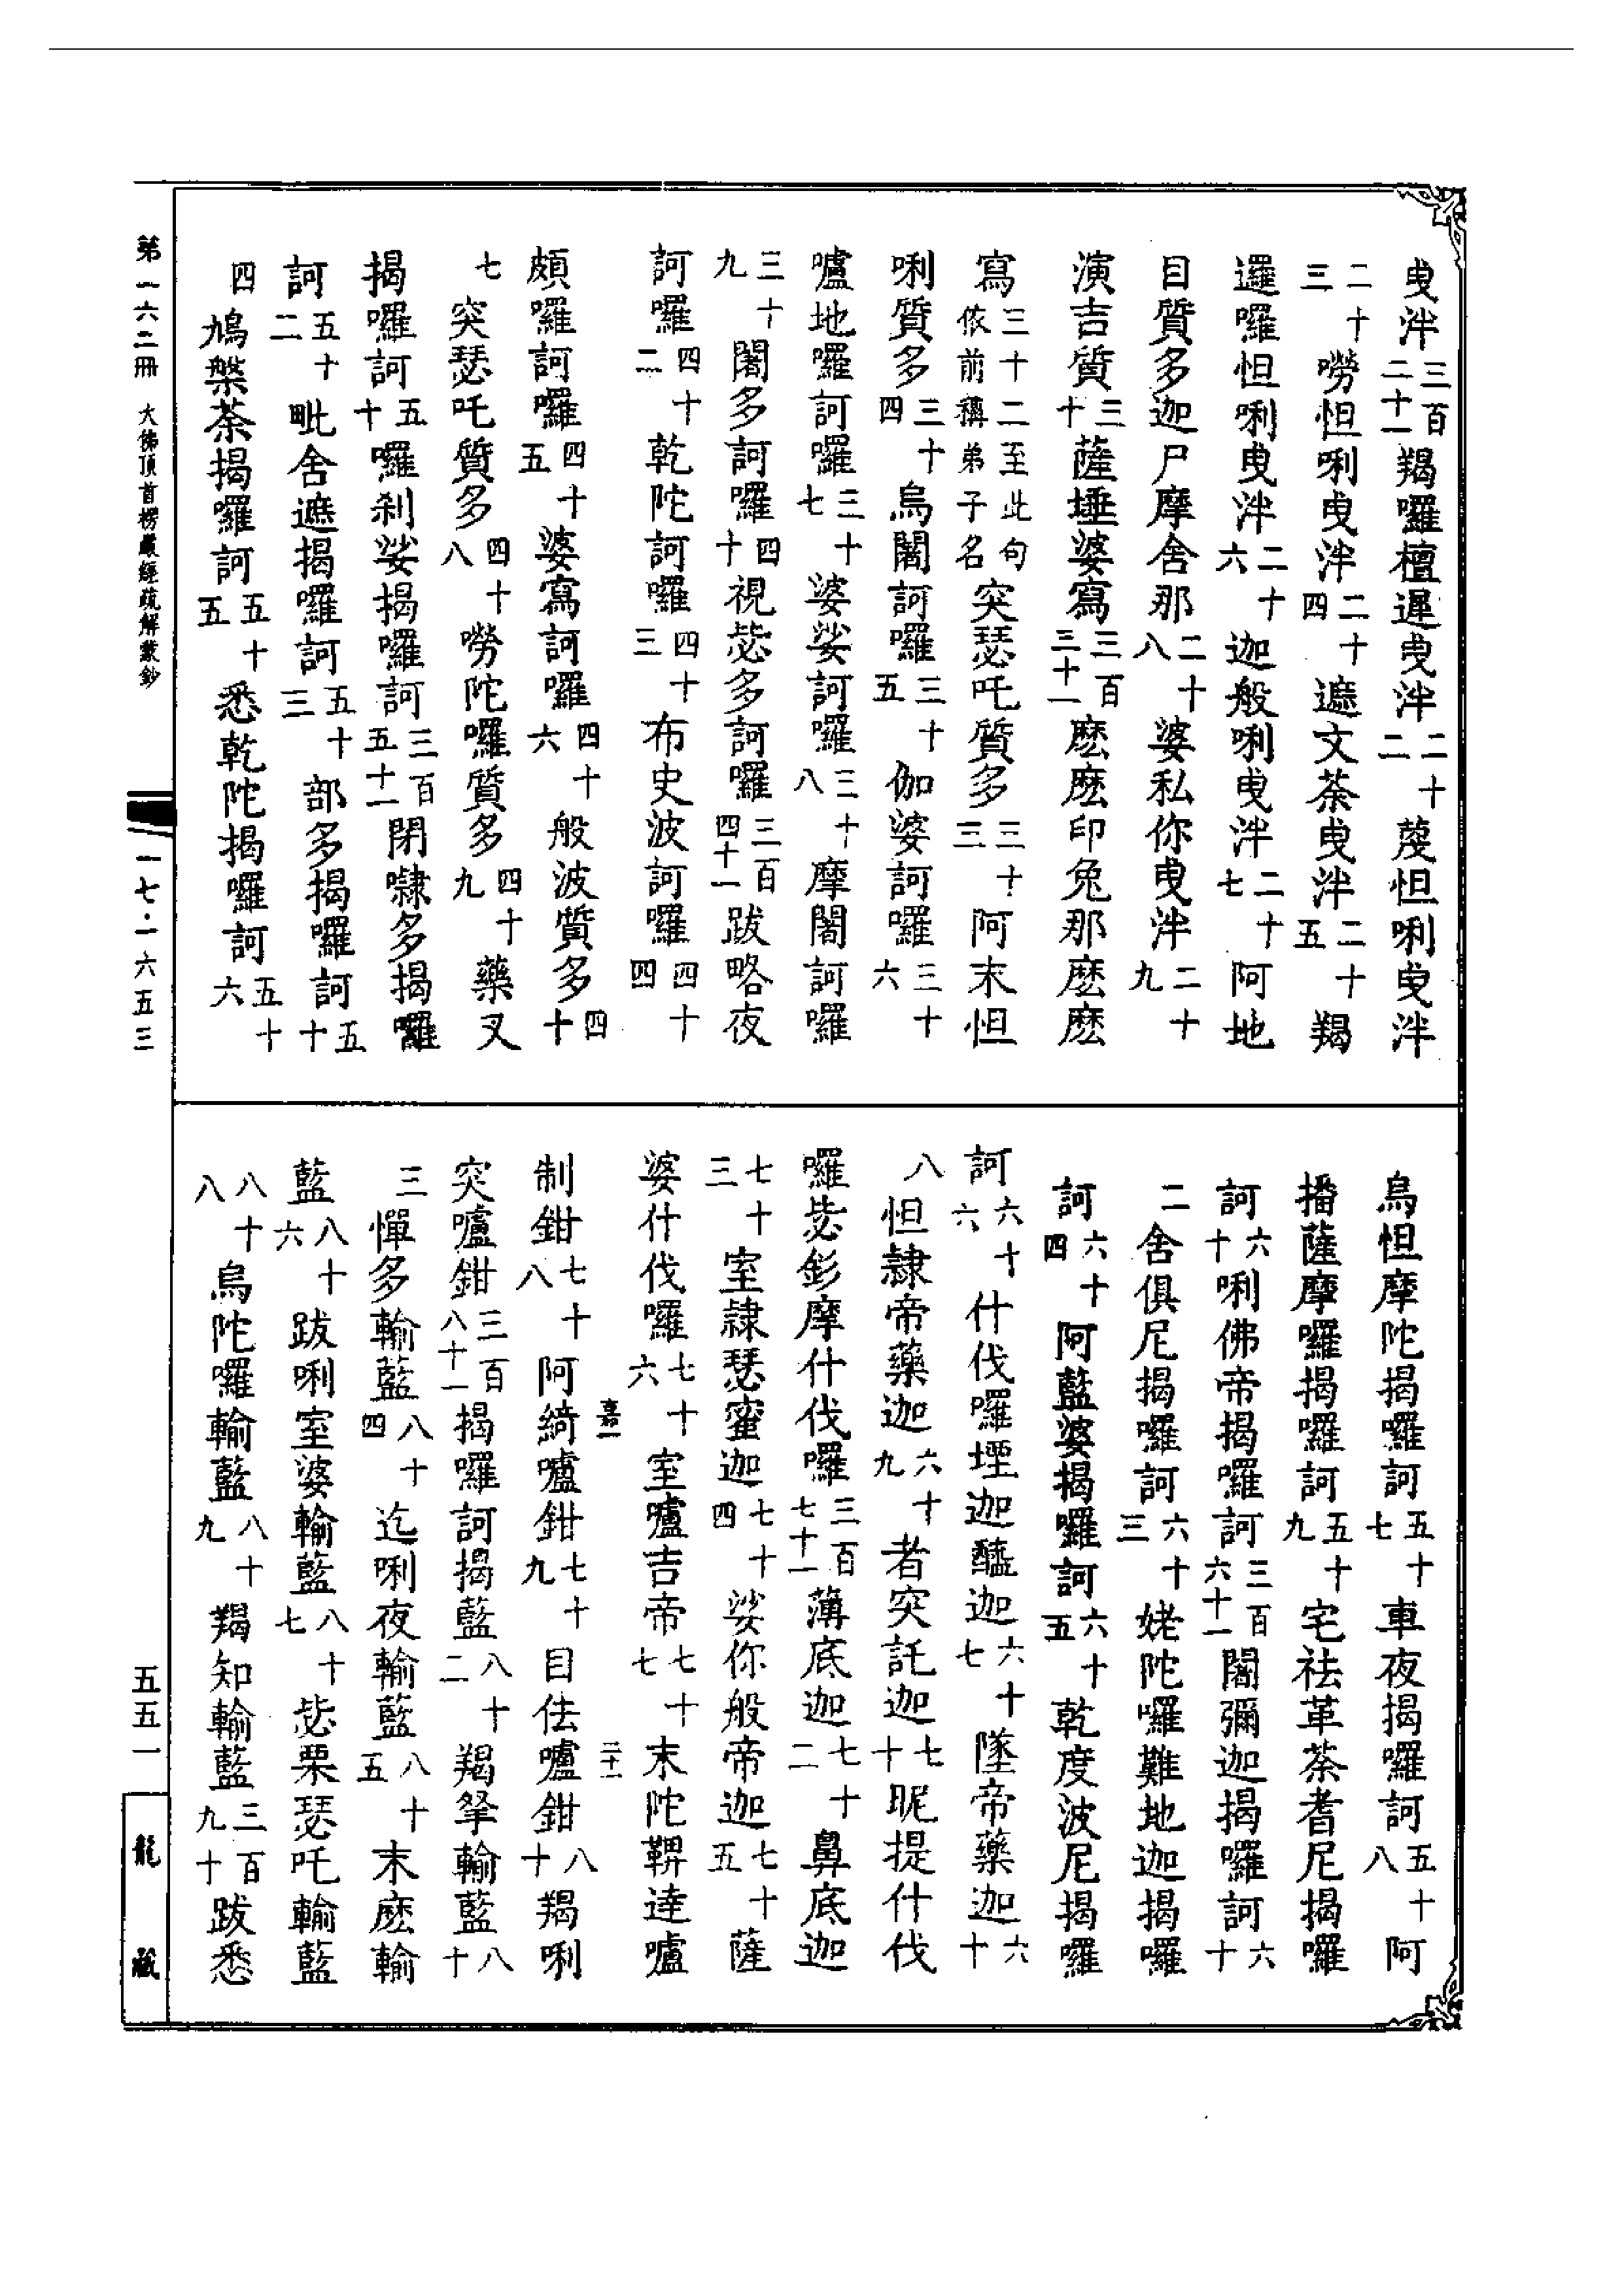 曳泮三百二十一羯囉檀遲曳泮二十二蔑怛唎曳泮
二十三嘮怛唎曳泮二十四遮文荼曳泮二十五羯
邏囉怛唎曳泮二十六迦般唎曳泮二十七阿地
目質多迦尸摩舍那二十八婆私你曳泮二十九
演吉質三十薩埵婆寫三百三十一麽麽印兔那麽麽
寫三十二至此句依前稱弟子名突瑟吒質多三十三阿末怛
唎質多三十四烏闍訶囉三十五伽婆訶囉三十六
嚧地囉訶囉三十七婆娑訶囉三十八摩闍訶囉
三十九闍多訶囉四十視毖多訶囉三百四十一跋略夜
訶囉四十二乾陀訶囉四十三布史波訶囉四十四
頗囉訶囉四十五婆寫訶囉四十六般波質多四十
七突瑟吒質多四十八嘮陀囉質多四十九藥叉
揭囉訶五十囉剎娑揭囉訶三百五十一閉㘑多揭囉
訶五十二毗舍遮揭囉訶五十三部多揭囉訶五十
四鳩槃荼揭囉訶五十五悉乾陀揭囉訶五十六
烏怛摩陀揭囉訶五十七車夜揭囉訶五十八阿
播薩摩囉揭囉訶五十九宅袪革荼耆尼揭囉
訶六十唎佛帝揭囉訶三百六十一闍彌迦揭囉訶六十
二舍俱尼揭囉訶六十三姥陀囉難地迦揭囉
訶六十四阿藍婆揭囉訶六十五乾度波尼揭囉
訶六十六什伐囉堙迦醯迦六十七墜帝藥迦六十
八怛隸帝藥迦六十九者突託迦七十昵提什伐
囉毖釤摩什伐囉三百七十一薄底迦七十二鼻底迦
七十三室隸瑟蜜迦七十四娑你般帝迦七十五薩
婆什伐囉七十六室嚧吉帝七十七末陀鞞達嚧
制鉗七十八阿綺嚧鉗七十九目佉嚧鉗八十羯唎
突嚧鉗三百八十一揭囉訶揭藍八十二羯拏輸藍八十
三憚多輸藍八十四迄唎夜輸藍八十五末麽輸
藍八十六跋唎室婆輸藍八十七毖栗瑟吒輸藍
八十八烏陀囉輸藍八十九羯知輸藍三百九十跋悉
嘉一
二十二
第一六二冊
大佛頂首楞嚴經疏解蒙鈔
一七·一六五三
五五一
龍藏